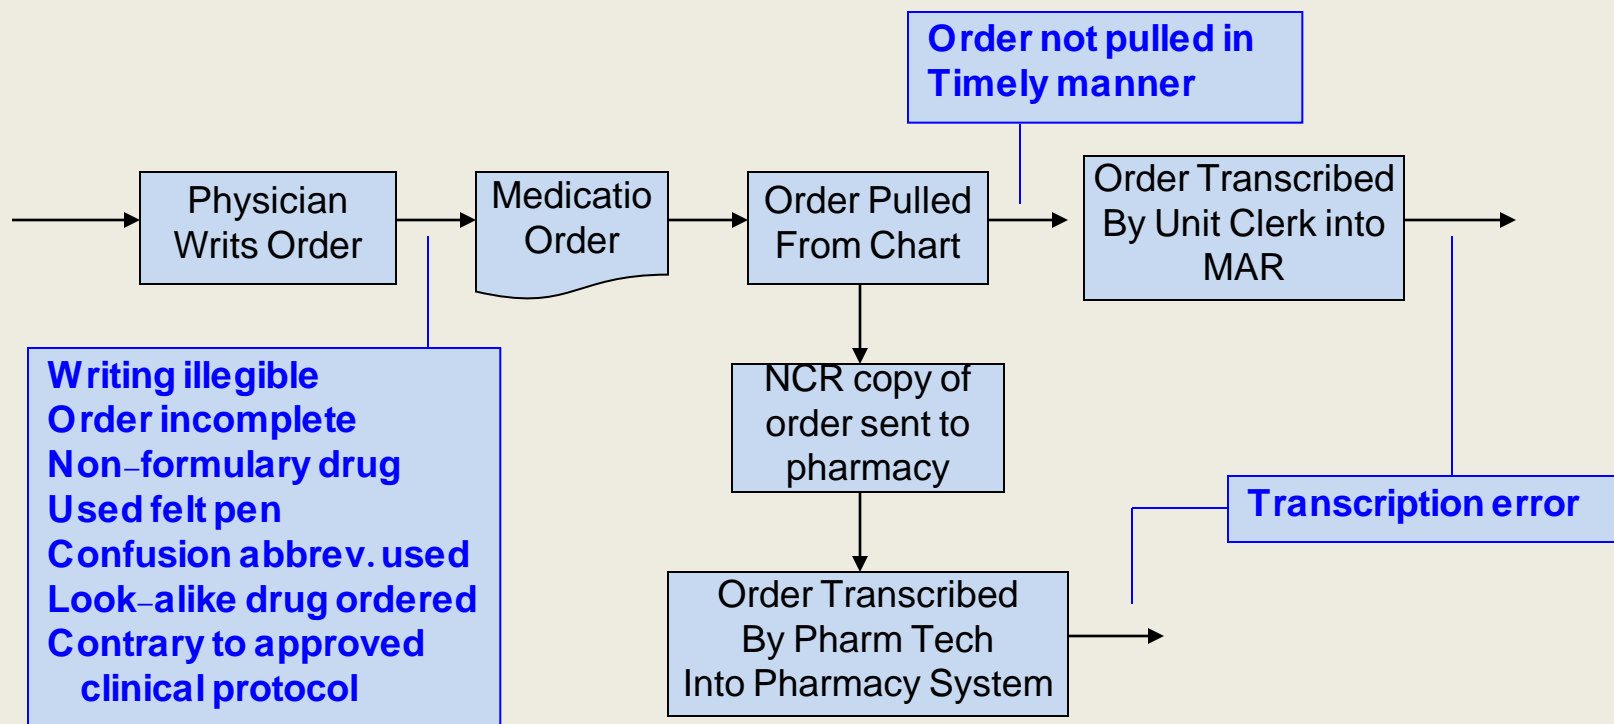 Order not pulled in
Timely manner
Physician
Writs Order
Medicatio
Order
Order Pulled
From Chart
Order Transcribed
By Unit Clerk into
MAR
Writing illegible
Order incomplete
Non–formulary drug
Used felt pen
Confusion abbrev. used
Look–alike drug ordered
Contrary to approved
clinical protocol
NCR copy of
order sent to
pharmacy
Transcription error
Order Transcribed
By Pharm Tech
Into Pharmacy System